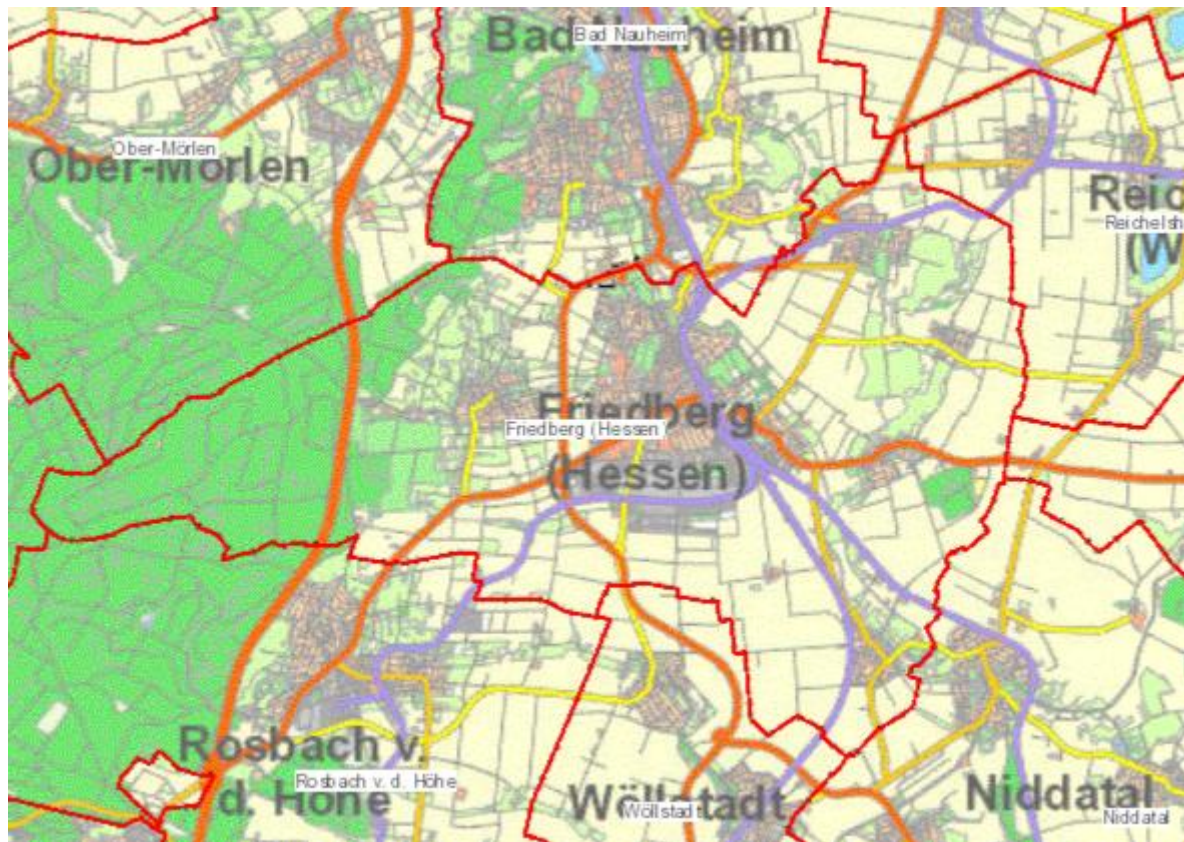 Bad Nauheim
Bad Nauheim
Ober-Mörlen
Ober-Mörlen
Reic
Reichelsh
(W
Friedberg
Friedberg (Hessen
(Hessen)
Rosbach v.
Rosbach v. d. Höhe
d. Höhe
Wöllstadt
Wöllstadt
Niddatal
Niddatal